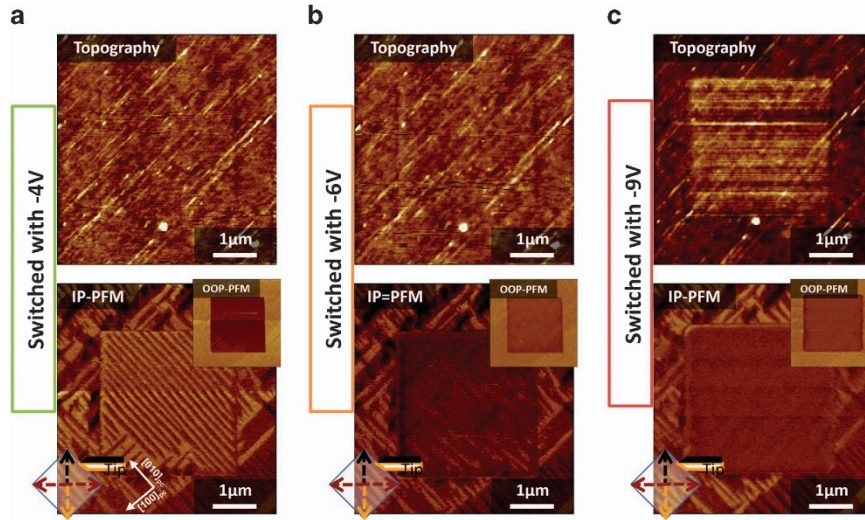 a
b
c
Topography
Topography
Topography
Switched with -4V
Switched with -6V
Switched with -9V
1μm
1μm
1μm
IP-PFM
OOP-PFM
IP=PFM
OOP-PFM
IP-PFM
OOP-PFM
Tip
[010]pc
[100]pc
Tip
Tip
1μm
1μm
1μm